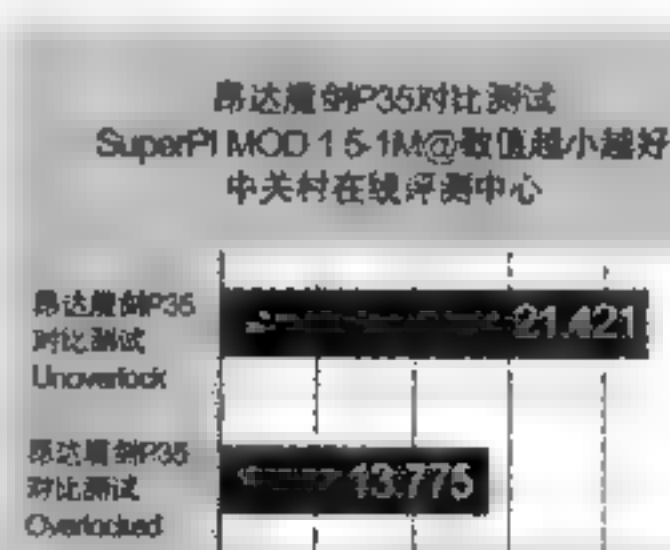 昂达魔剑P35对比测试
SuperPI MOD 1.5-1M@数值越小越好
中关村在线评测中心
昂达魔剑P35
对比测试
Unoverlock
21.421
昂达魔剑P35
对比测试
Overlocked
13.775